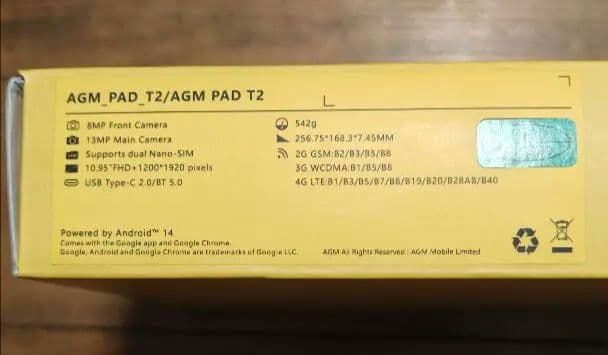 AGM_PAD_T2/AGM PAD T2
8MP Front Camera
13MP Main Camera
Supports dual Nano-SIM
10.95"FHD+1200*1920 pixels
USB Type-C 2.0/BT 5.0
542g
256.75*168.3*7.45MM
2G GSM:B2/B3/B5/B8
3G WCDMA:B1/B5/B8
4G LTE:B1/B3/B5/B7/B8/B19/B20/B28AB/B40
Powered by Android™ 14
Comes with the Google app and Google Chrome.
Google, Android and Google Chrome are trademarks of Google LLC.
AGM All Rights Reserved | AGM Mobile Limited